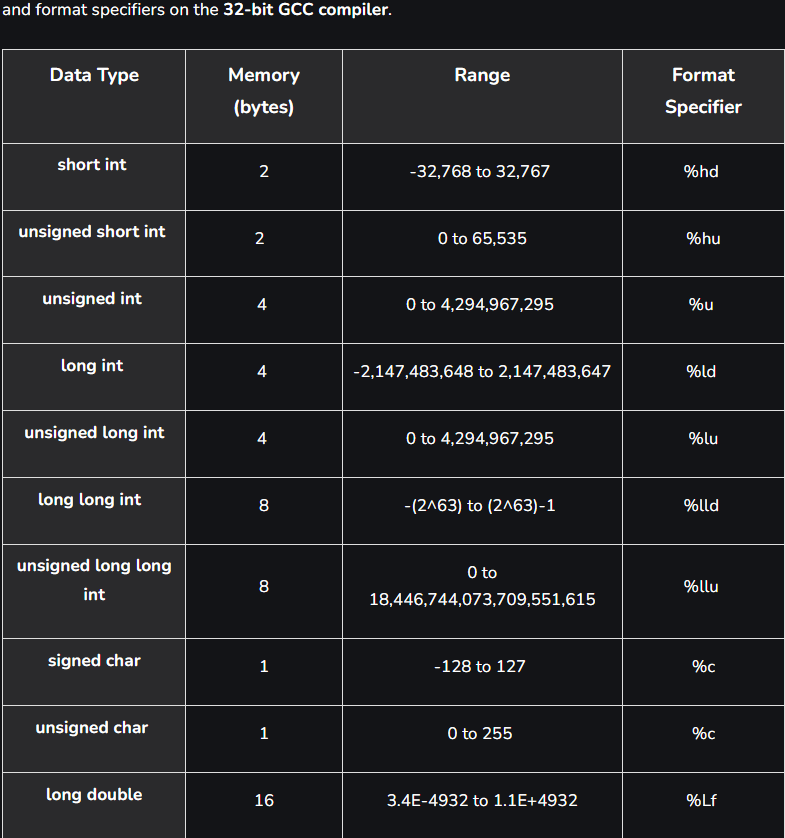 and format specifiers on the 32-bit GCC compiler.
Data Type Memory (bytes) Range Format Specifier
short int 2 -32,768 to 32,767 %hd
unsigned short int 2 0 to 65,535 %hu
unsigned int 4 0 to 4,294,967,295 %u
long int 4 -2,147,483,648 to 2,147,483,647 %ld
unsigned long int 4 0 to 4,294,967,295 %lu
long long int 8 -(2^63) to (2^63)-1 %lld
unsigned long long int 8 0 to 18,446,744,073,709,551,615 %llu
signed char 1 -128 to 127 %c
unsigned char 1 0 to 255 %c
long double 16 3.4E-4932 to 1.1E+4932 %Lf